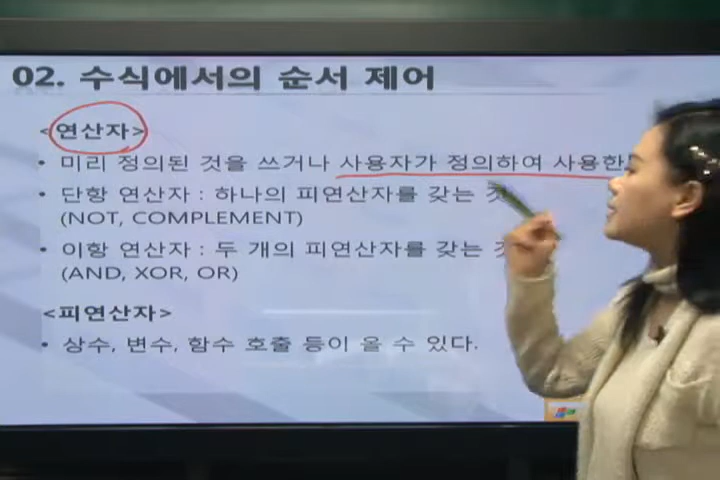 02. 수식에서의 순서 제어
<연산자>
• 미리 정의된 것을 쓰거나 사용자가 정의하여 사용한
• 단항 연산자 : 하나의 피연산자를 갖는
(NOT, COMPLEMENT)
• 이항 연산자 : 두 개의 피연산자를 갖는
(AND, XOR, OR)
<피연산자>
• 상수, 변수, 함수 호출 등이 올 수 있다.